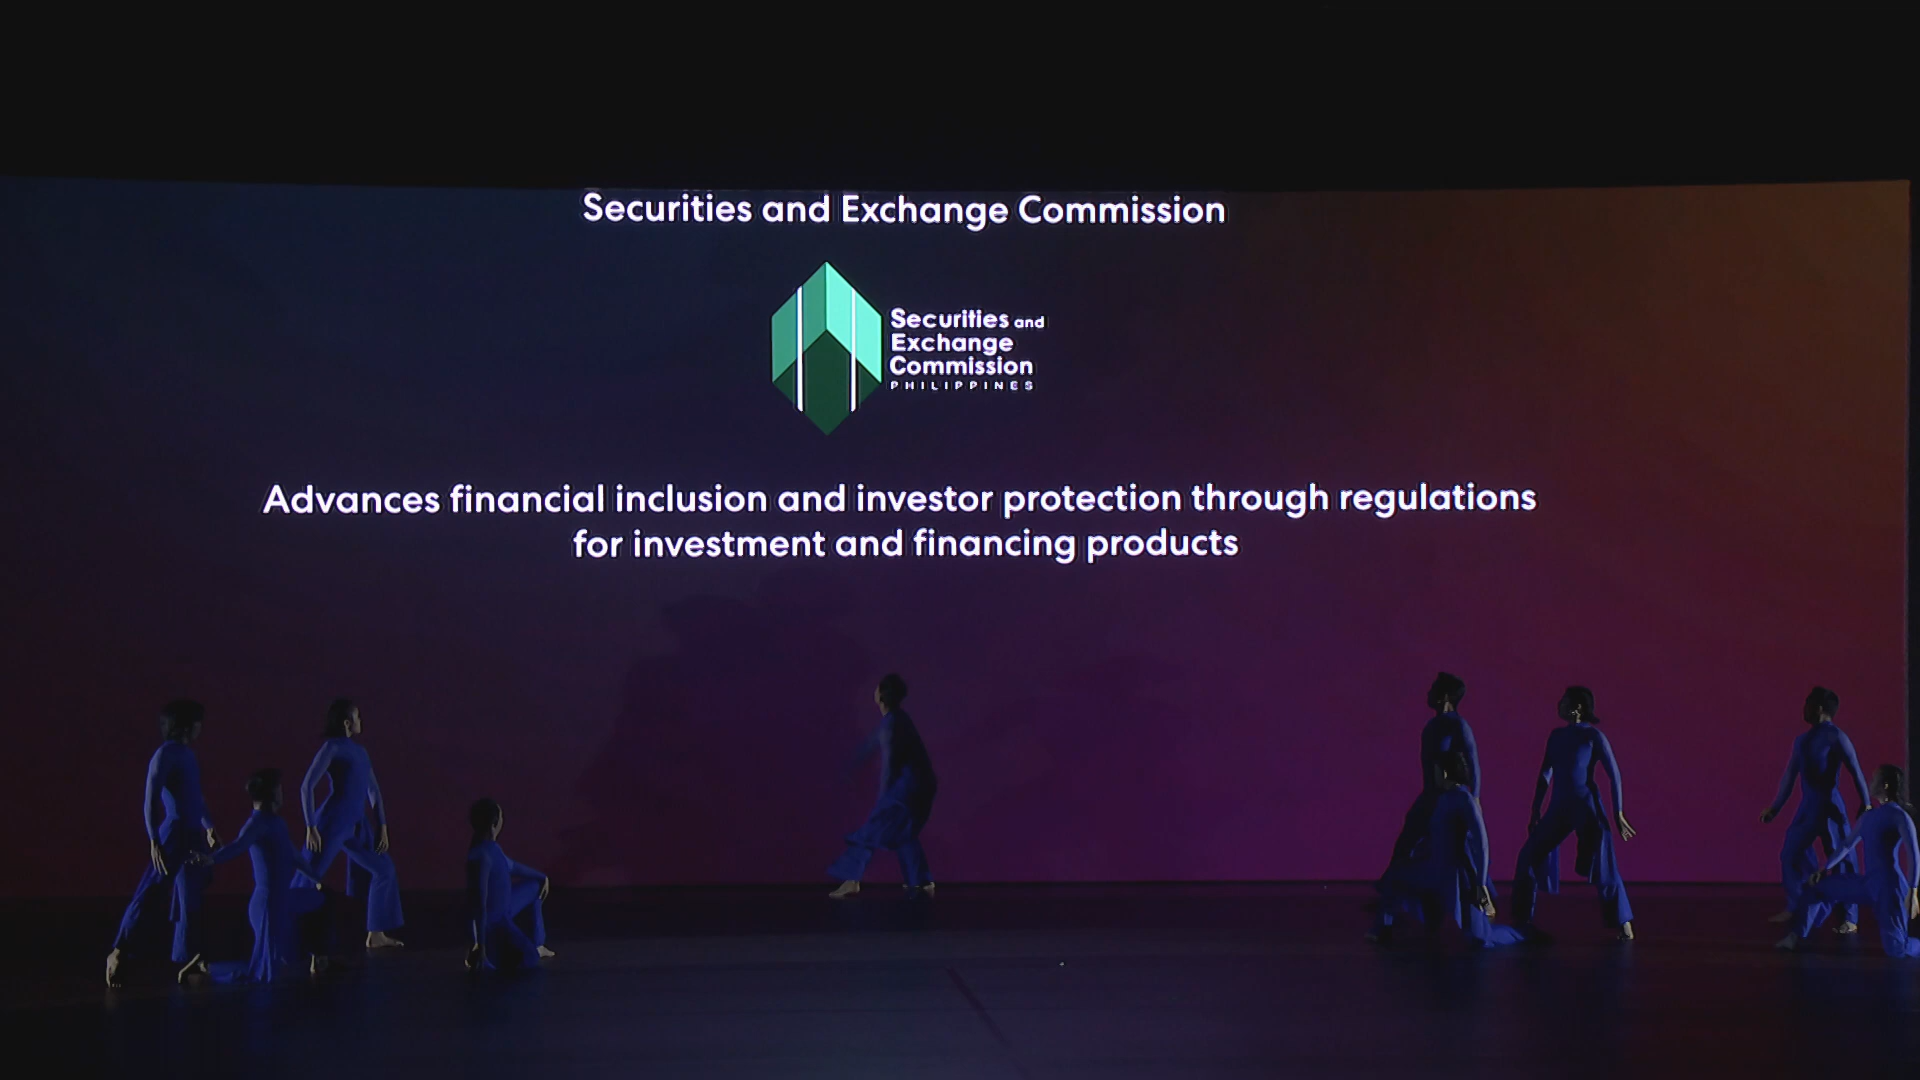 Securities and Exchange Commission
Securities and
Exchange
Commission
PHILIPPINES
Advances financial inclusion and investor protection through regulations
for investment and financing products